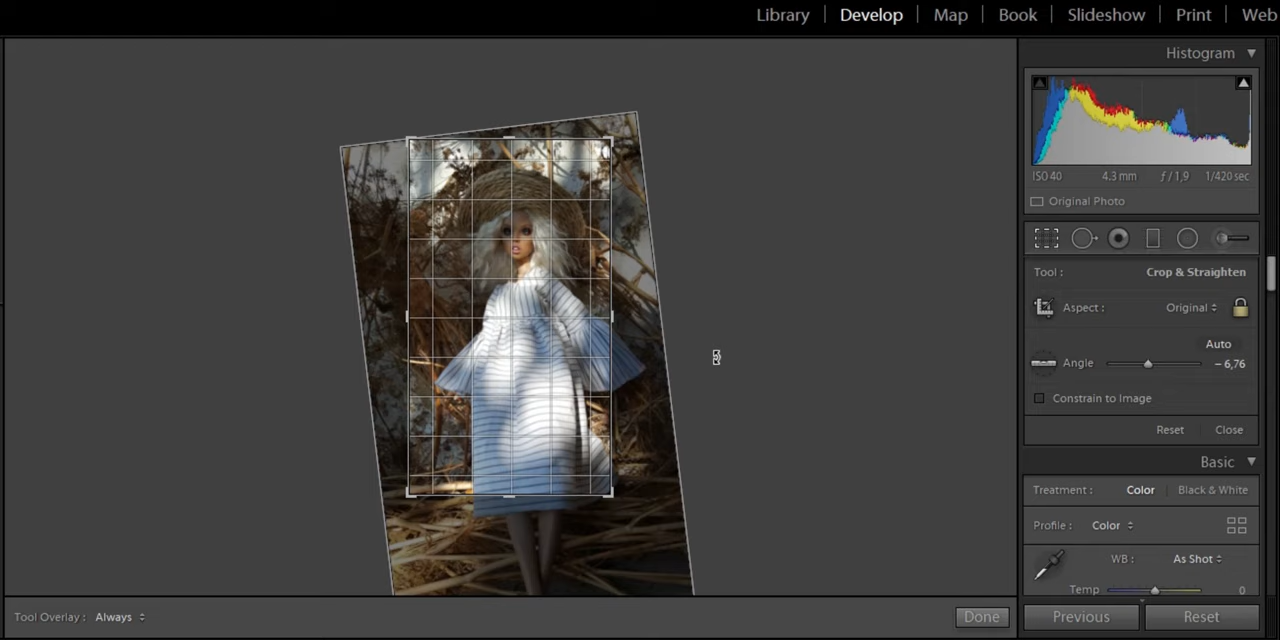 Library | Develop | Map | Book | Slideshow | Print | Web
Histogram
ISO 40 4.3 mm ƒ / 1,9 1/420 sec
Original Photo
Tool : Crop & Straighten
Aspect : Original
Auto
Angle - 6,76
Constrain to Image
Reset Close
Basic
Treatment : Color | Black & White
Profile : Color
WB : As Shot
Temp 0
Tool Overlay : Always Done Previous Reset